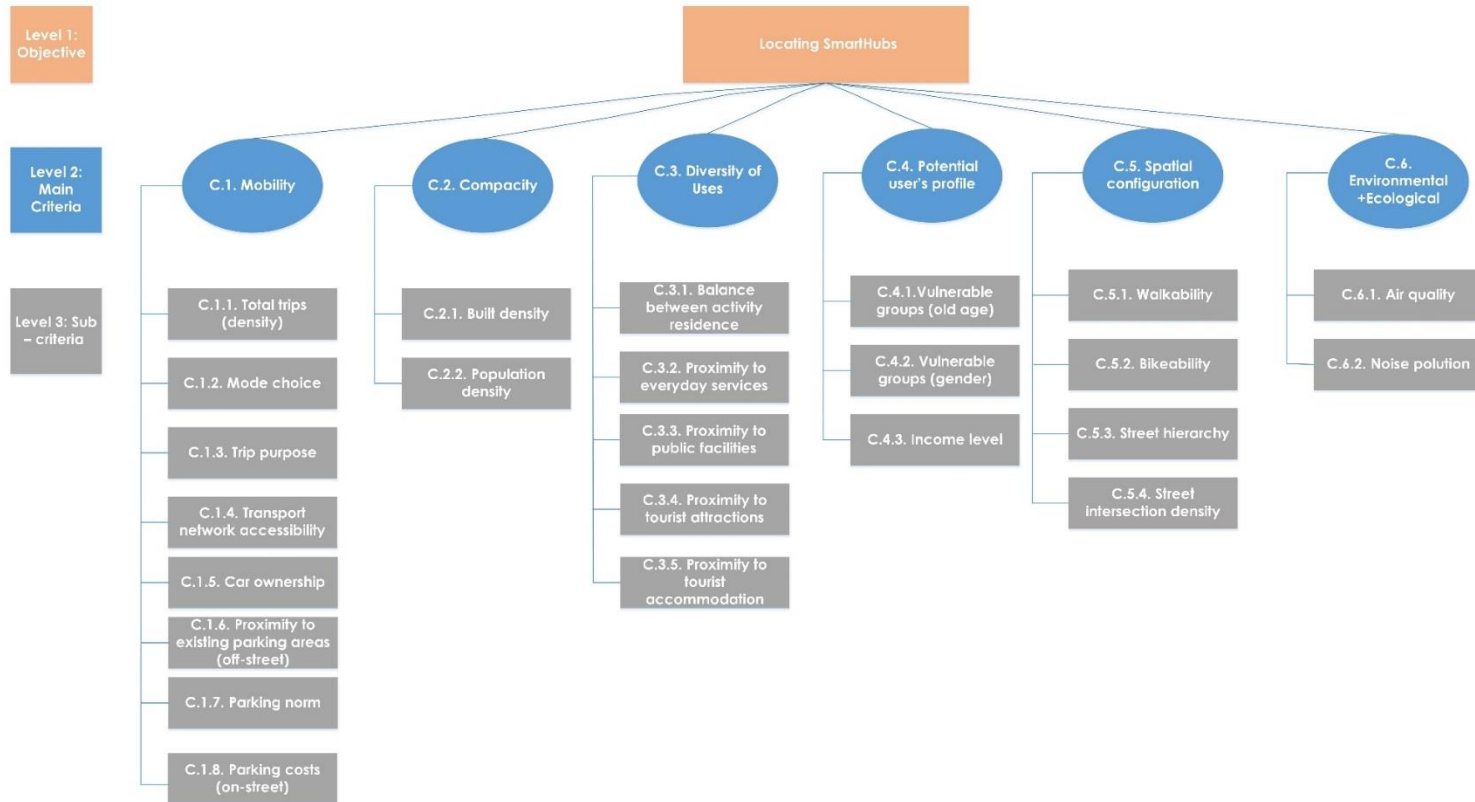 Level 1:
Objective
Locating SmartHubs
Level 2:
Main
Criteria
C.1. Mobility
C.2. Compacity
C.3. Diversity of
Uses
C.4. Potential
user's profile
C.5. Spatial
configuration
C.6.
Environmental
+Ecological
Level 3: Sub
– criteria
C.1.1. Total trips
(density)
C.1.2. Mode choice
C.1.3. Trip purpose
C.1.4. Transport
network accessibility
C.1.5. Car ownership
C.1.6. Proximity to
existing parking areas
(off-street)
C.1.7. Parking norm
C.1.8. Parking costs
(on-street)
C.2.1. Built density
C.2.2. Population
density
C.3.1. Balance
between activity
residence
C.3.2. Proximity to
everyday services
C.3.3. Proximity to
public facilities
C.3.4. Proximity to
tourist attractions
C.3.5. Proximity to
tourist
accommodation
C.4.1.Vulnerable
groups (old age)
C.4.2. Vulnerable
groups (gender)
C.4.3. Income level
C.5.1. Walkability
C.5.2. Bikeability
C.5.3. Street hierarchy
C.5.4. Street
intersection density
C.6.1. Air quality
C.6.2. Noise polution